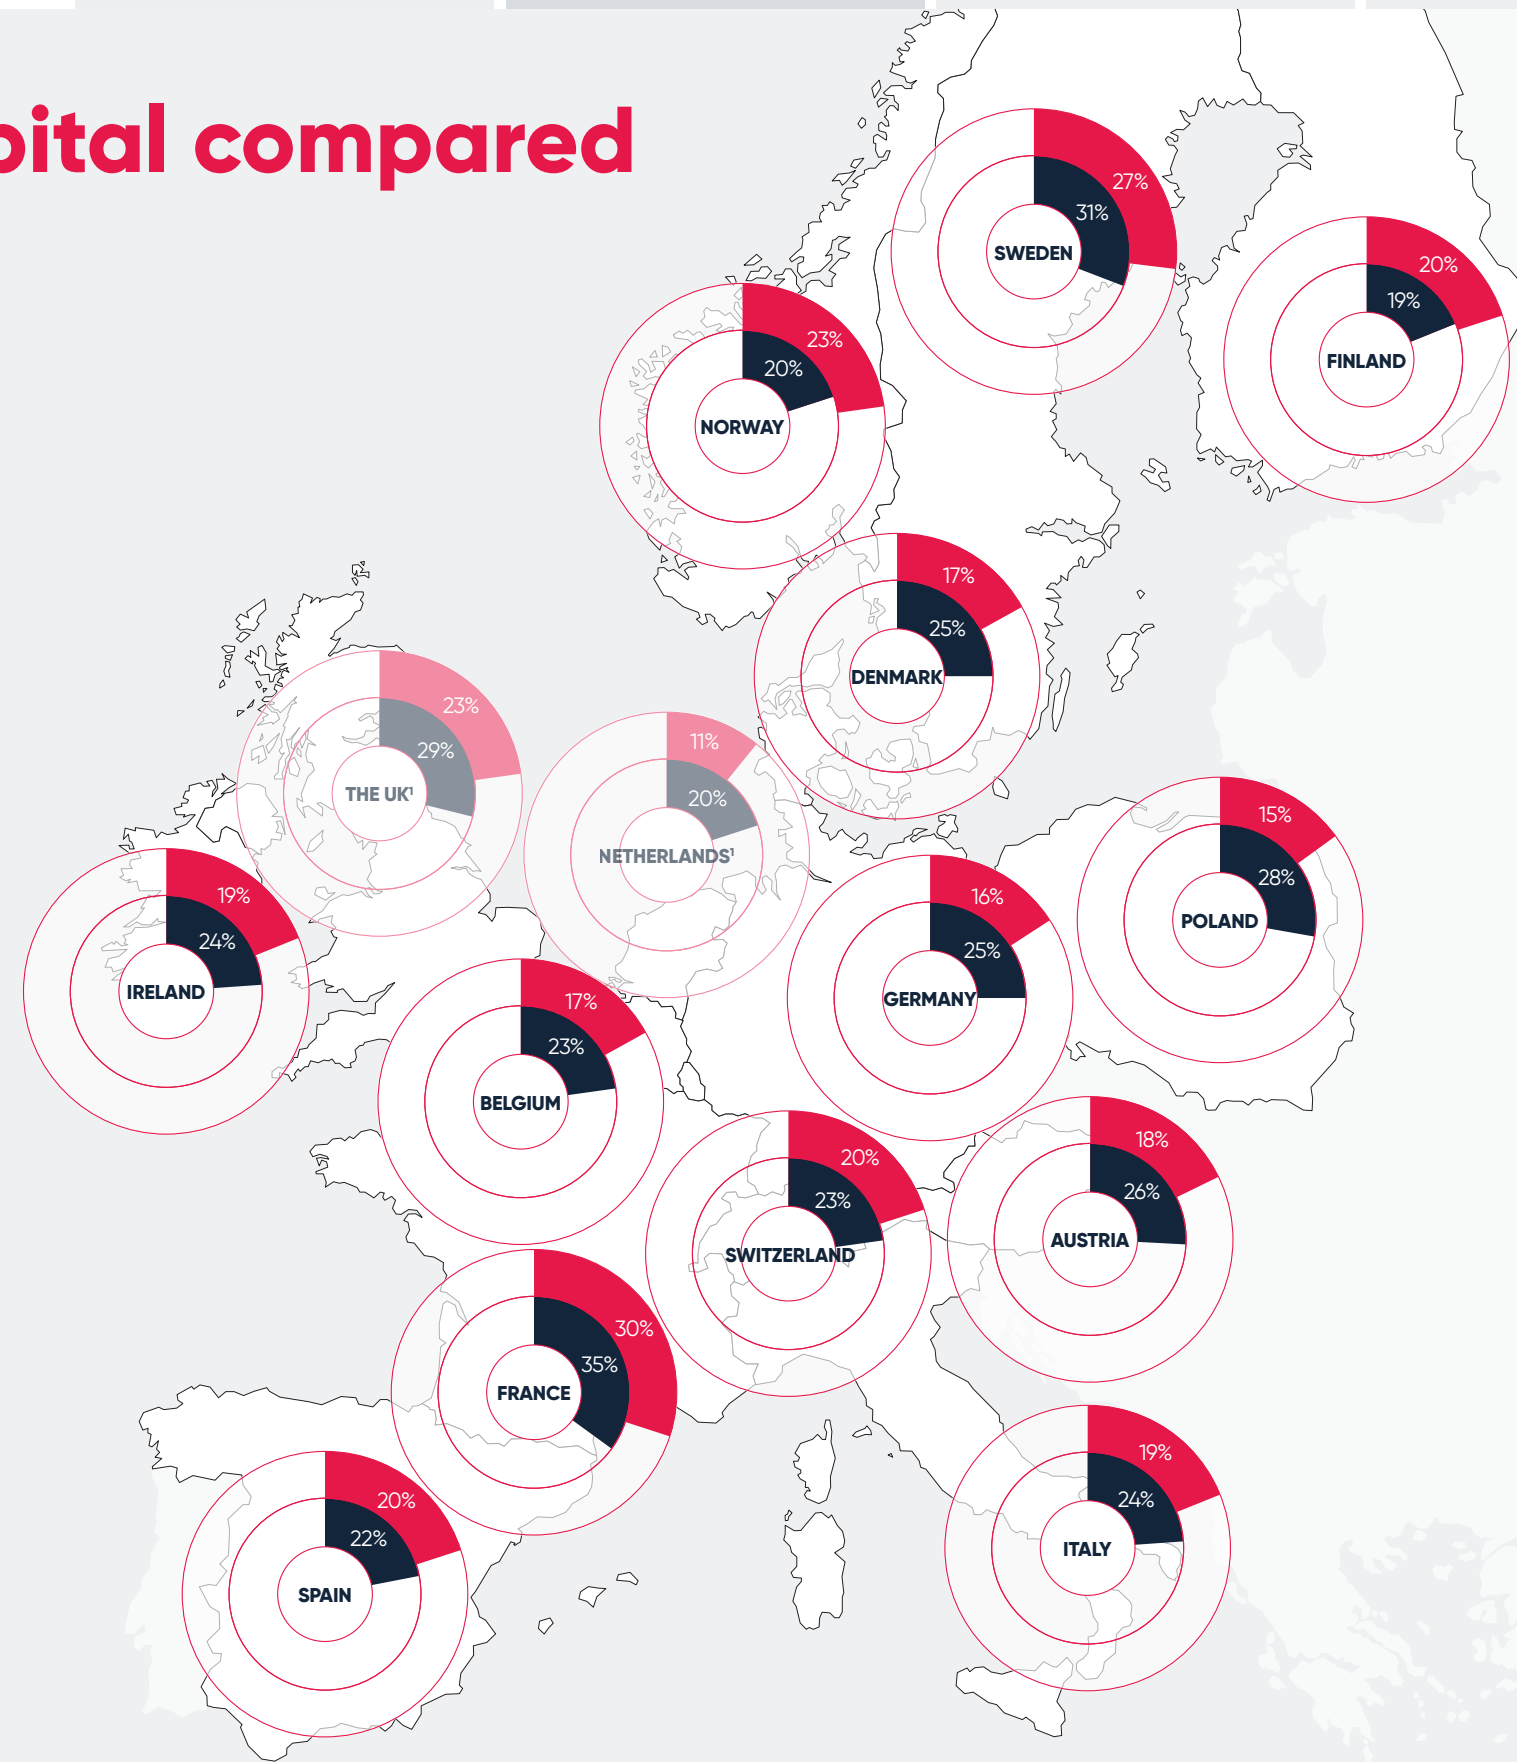 pital compared
27%
31%
SWEDEN
20%
19%
FINLAND
23%
20%
NORWAY
17%
25%
DENMARK
23%
29%
THE UK¹
11%
20%
NETHERLANDS¹
15%
28%
POLAND
19%
24%
IRELAND
16%
25%
GERMANY
17%
23%
BELGIUM
18%
26%
AUSTRIA
20%
23%
SWITZERLAND
30%
35%
FRANCE
19%
24%
ITALY
20%
22%
SPAIN